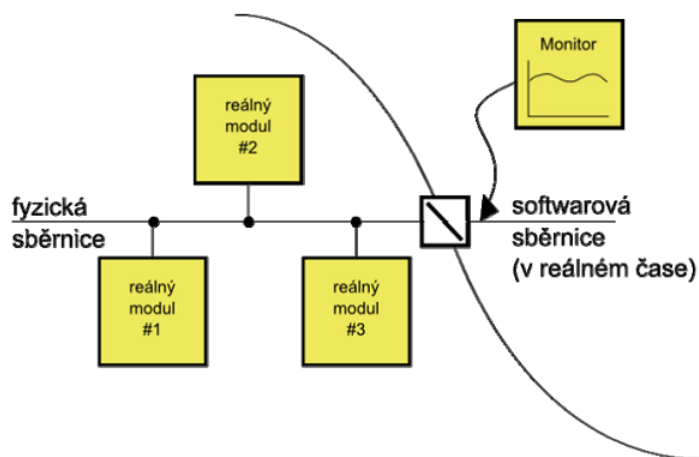 Monitor
reálný
modul
#2
fyzická
sběrnice
softwarová
sběrnice
(v reálném čase)
reálný
modul
#1
reálný
modul
#3